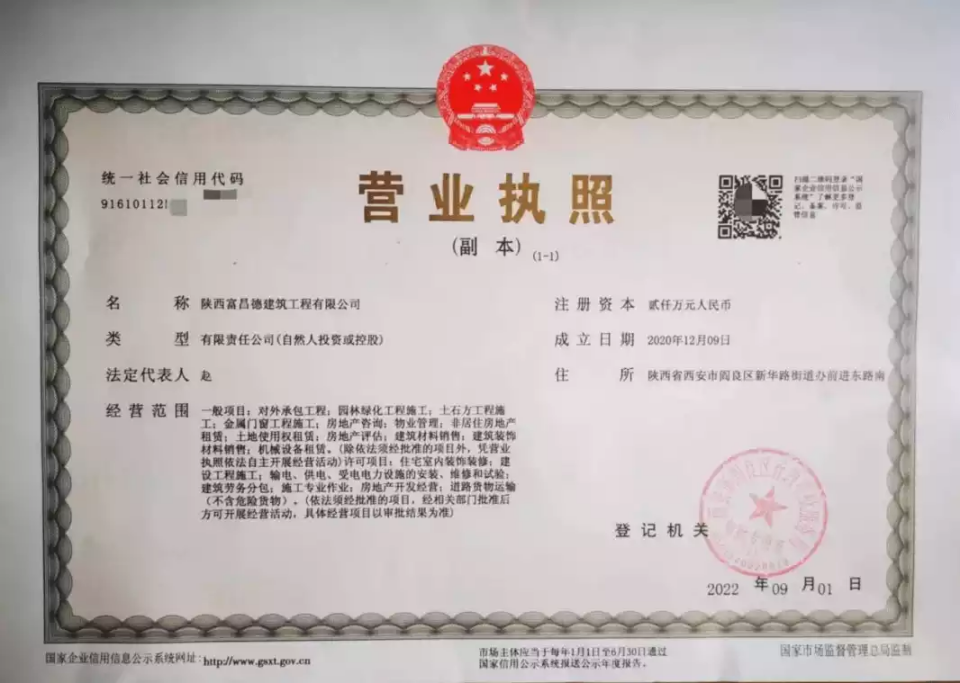 统一社会信用代码
91610112
营业执照
(副 本) (1-1)
扫描二维码登录“国
家企业信用信息公示
系统”了解更多登
记、备案、许可、监
管信息
名 称 陕西富昌德建筑工程有限公司
类 型 有限责任公司(自然人投资或控股)
法定代表人 赵
经营范围 一般项目：对外承包工程；园林绿化工程施工；土石方工程施
工；金属门窗工程施工；房地产咨询；物业管理；非居住房地产
租赁；土地使用权租赁；房地产评估；建筑材料销售；建筑装饰
材料销售；机械设备租赁。(除依法须经批准的项目外，凭营业
执照依法自主开展经营活动)许可项目：住宅室内装饰装修；建
设工程施工；输电、供电、受电电力设施的安装、维修和试验；
建筑劳务分包；施工专业作业；房地产开发经营；道路货物运输
（不含危险货物）。(依法须经批准的项目，经相关部门批准后
方可开展经营活动，具体经营项目以审批结果为准)
注册资本 贰仟万元人民币
成立日期 2020年12月09日
住 所 陕西省西安市阎良区新华路街道办前进东路南
登记机关
2022 年 09 月 01 日
国家企业信用信息公示系统网址：http://www.gsxt.gov.cn
市场主体应当于每年1月1日至6月30日通过
国家信用公示系统报送公示年度报告。
国家市场监督管理总局监制